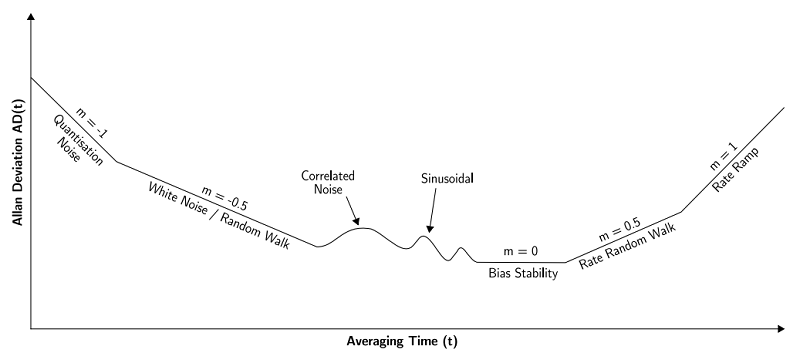 Allan Deviation AD(t)
m = -1
Quantisation
Noise
m = -0.5
White Noise / Random Walk
Correlated
Noise
Sinusoidal
m = 0
Bias Stability
m = 0.5
Rate Random Walk
m = 1
Rate Ramp
Averaging Time (t)